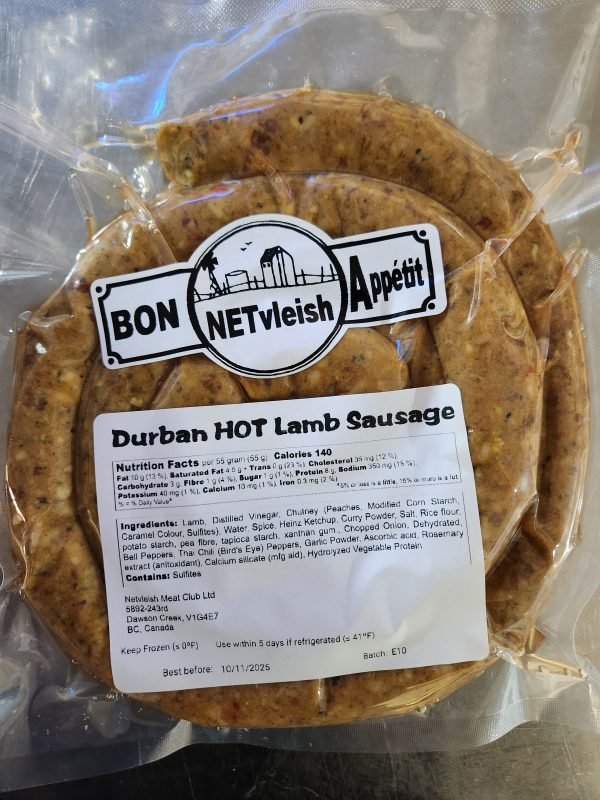 BON NETvleish Appétit
Durban HOT Lamb Sausage
Nutrition Facts per 55 gram (55 g) Calories 140
Fat 10 g (13 %), Saturated Fat 4.5 g + Trans 0 g (23 %), Cholesterol 35 mg (12 %),
Carbohydrate 3 g, Fibre 1 g (4 %), Sugar 1 g (1 %), Protein 8 g, Sodium 350 mg (15 %),
Potassium 40 mg (1 %), Calcium 10 mg (1 %), Iron 0.3 mg (2 %)
% = % Daily Value* *5% or less is a little, 15% or more is a lot
Ingredients: Lamb, Distilled Vinegar, Chutney (Peaches, Modified Corn Starch,
Caramel Colour, Sulfites), Water Spice, Heinz Ketchup, Curry Powder, Salt, Rice flour,
potato starch, pea fibre, tapioca starch, xanthan gum, Chopped Onion, Dehydrated,
Bell Peppers, Thai Chili (Bird's Eye) Peppers, Garlic Powder, Ascorbic acid, Rosemary
extract (antioxidant), Calcium silicate (mfg aid), Hydrolyzed Vegetable Protein
Contains: Sulfites
Netvleish Meat Club Ltd
5892-243rd
Dawson Creek, V1G4E7
BC, Canada
Keep Frozen (≤ 0ºF) Use within 5 days if refrigerated (≤ 41ºF)
Best before: 10/11/2025 Batch: E10